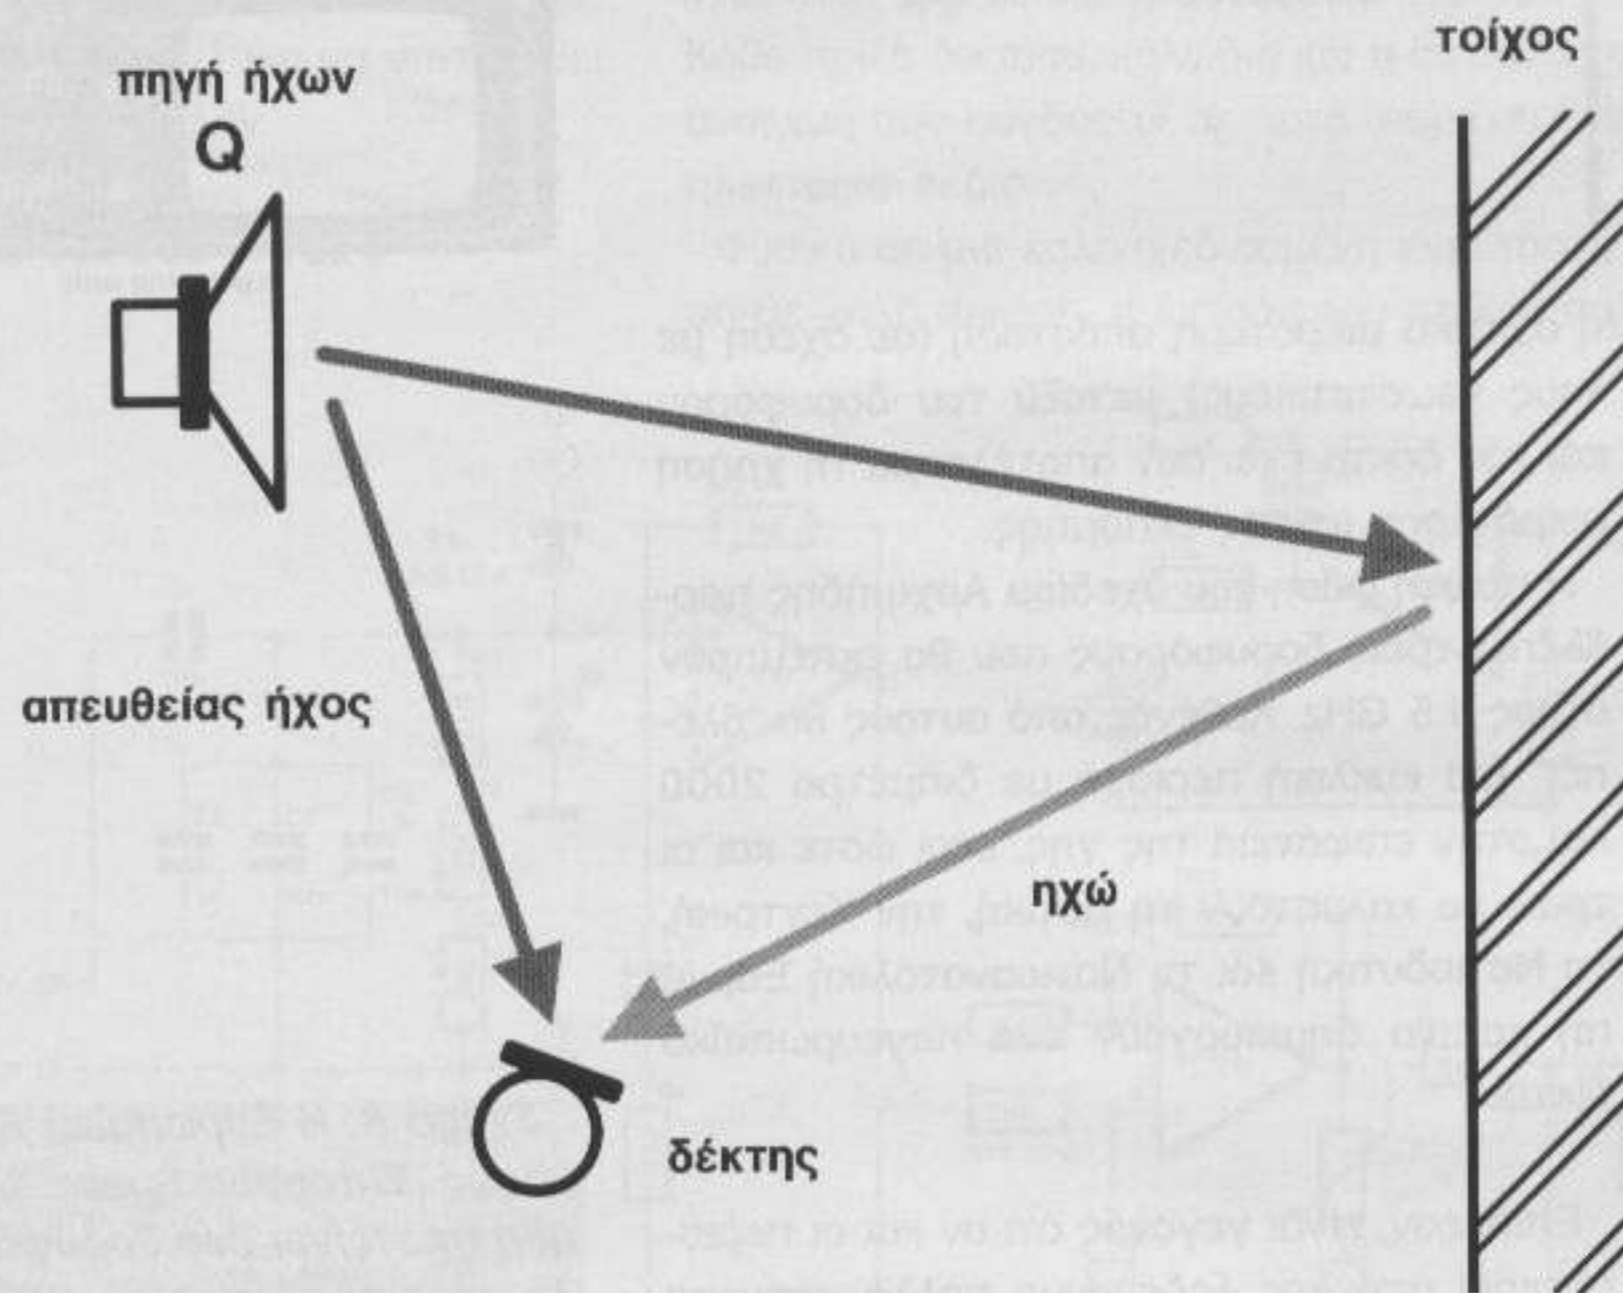 πηγή ήχων
Q
τοίχος
απευθείας ήχος
ηχώ
δέκτης